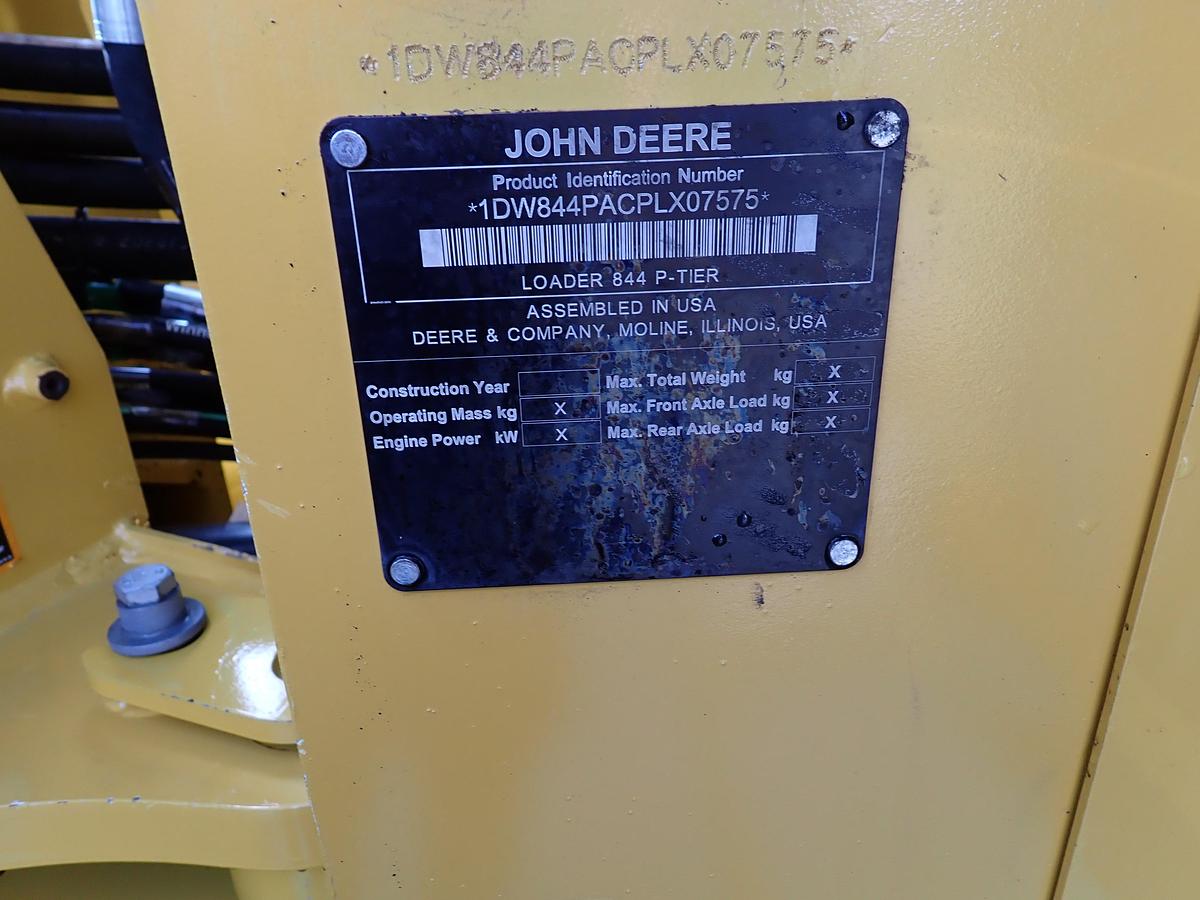 *1DW844PACPLX07575*
JOHN DEERE
Product Identification Number
*1DW844PACPLX07575*
LOADER 844 P-TIER
ASSEMBLED IN USA
DEERE & COMPANY, MOLINE, ILLINOIS, USA
Construction Year
Operating Mass kg X
Engine Power kW X
Max. Total Weight kg X
Max. Front Axle Load kg X
Max. Rear Axle Load kg X